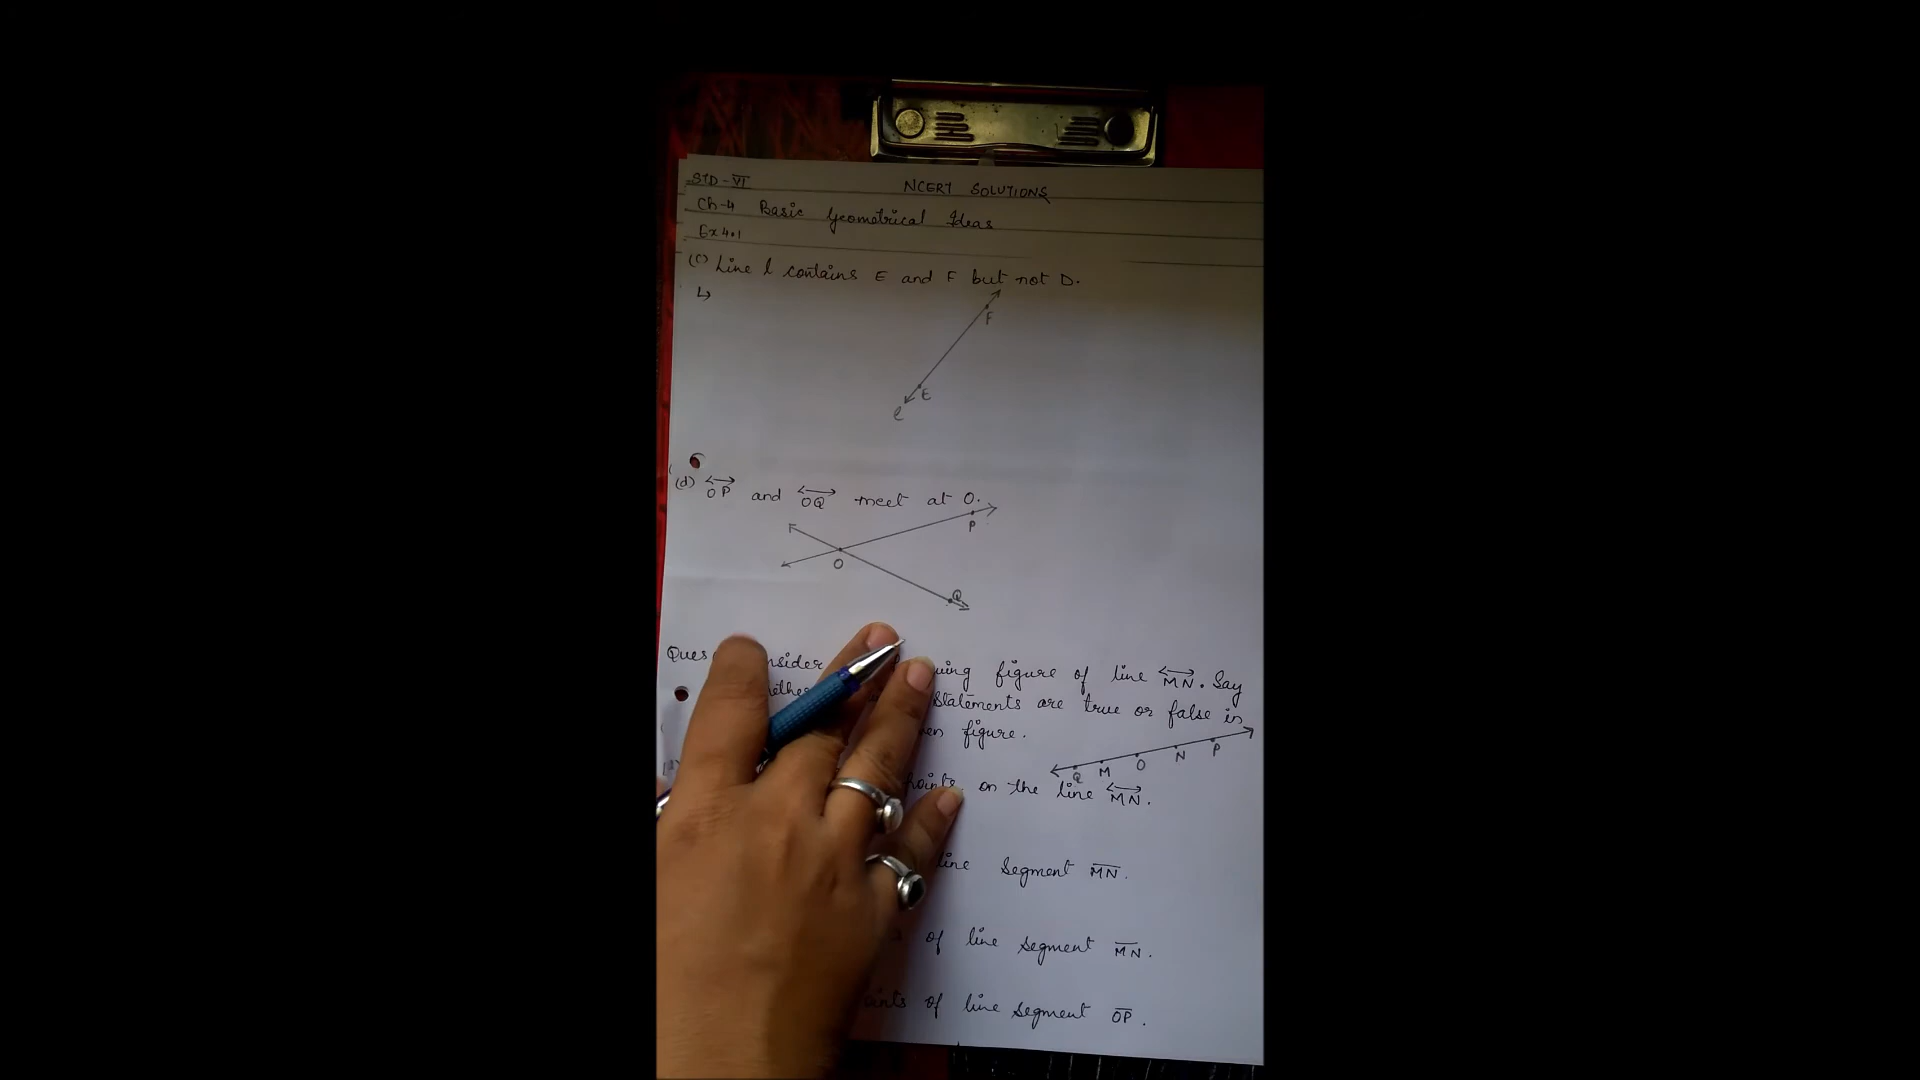 STD - VI NCERT SOLUTIONS
Ch-4 Basic Geometrical Ideas
Ex 4.1
(c) Line l contains E and F but not D.
F
E
l
(d) OP and OQ meet at O.
P
O
Q
Ques figure of line MN. Say
statements are true or false in
figure.
Q M O N P
points on the line MN.
line segment MN.
of line segment MN.
of line segment OP.